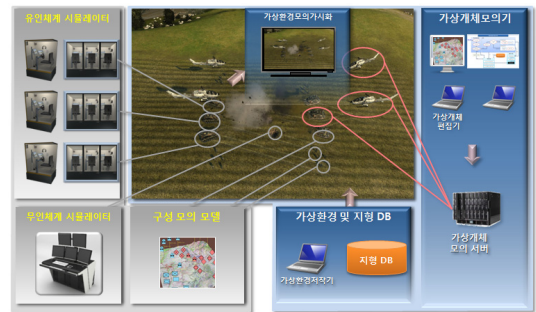 유인체계 시뮬레이터
가상환경모의가시화
가상개체모의기
가상개체
편집기
무인체계 시뮬레이터
구성 모의 모델
가상환경 및 지형 DB
가상환경저작기
지형 DB
가상개체
모의 서버